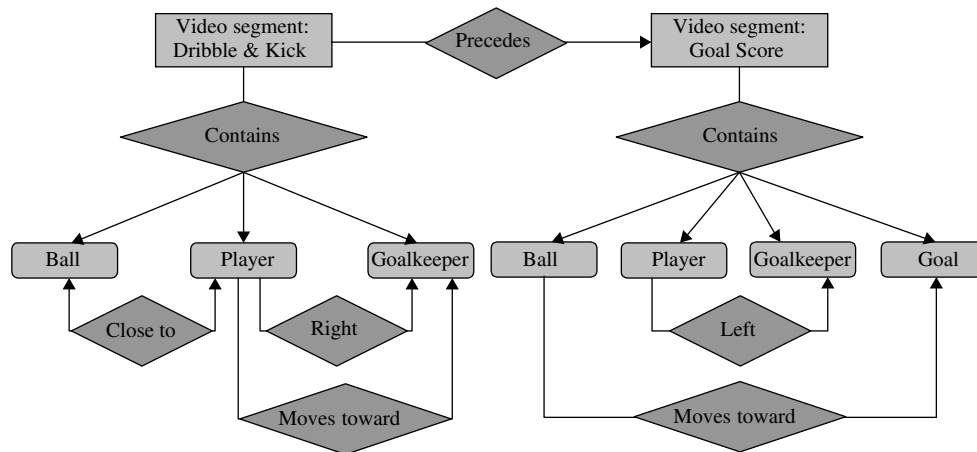 Video segment:
Dribble & Kick
Precedes
Video segment:
Goal Score
Contains
Contains
Ball
Player
Goalkeeper
Ball
Player
Goalkeeper
Goal
Close to
Right
Left
Moves toward
Moves toward